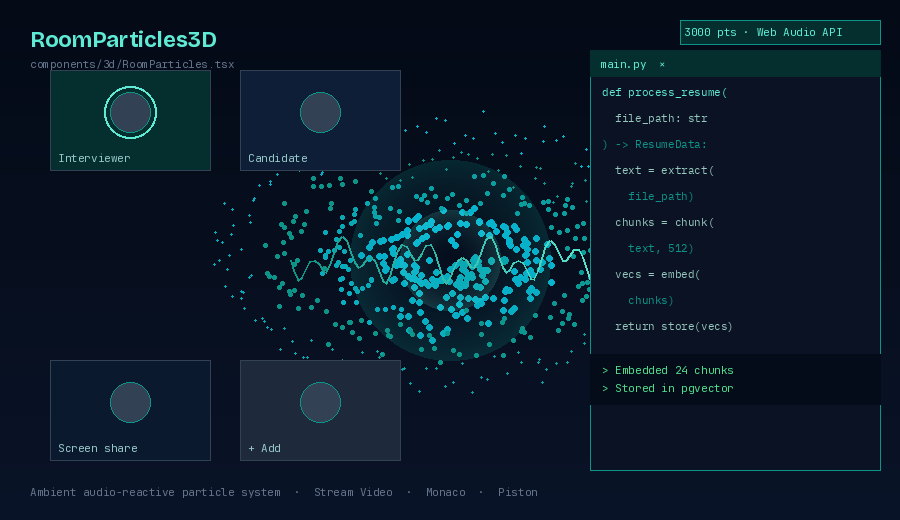 RoomParticles3D
3000 pts · Web Audio API
components/3d/RoomParticles.tsx
main.py ×
Interviewer
Candidate
def process_resume(
file_path: str
) -> ResumeData:
text = extract(
file_path)
chunks = chunk(
text, 512)
vecs = embed(
chunks)
return store(vecs)
> Embedded 24 chunks
> Stored in pgvector
Screen share
+ Add
Ambient audio-reactive particle system · Stream Video · Monaco · Piston